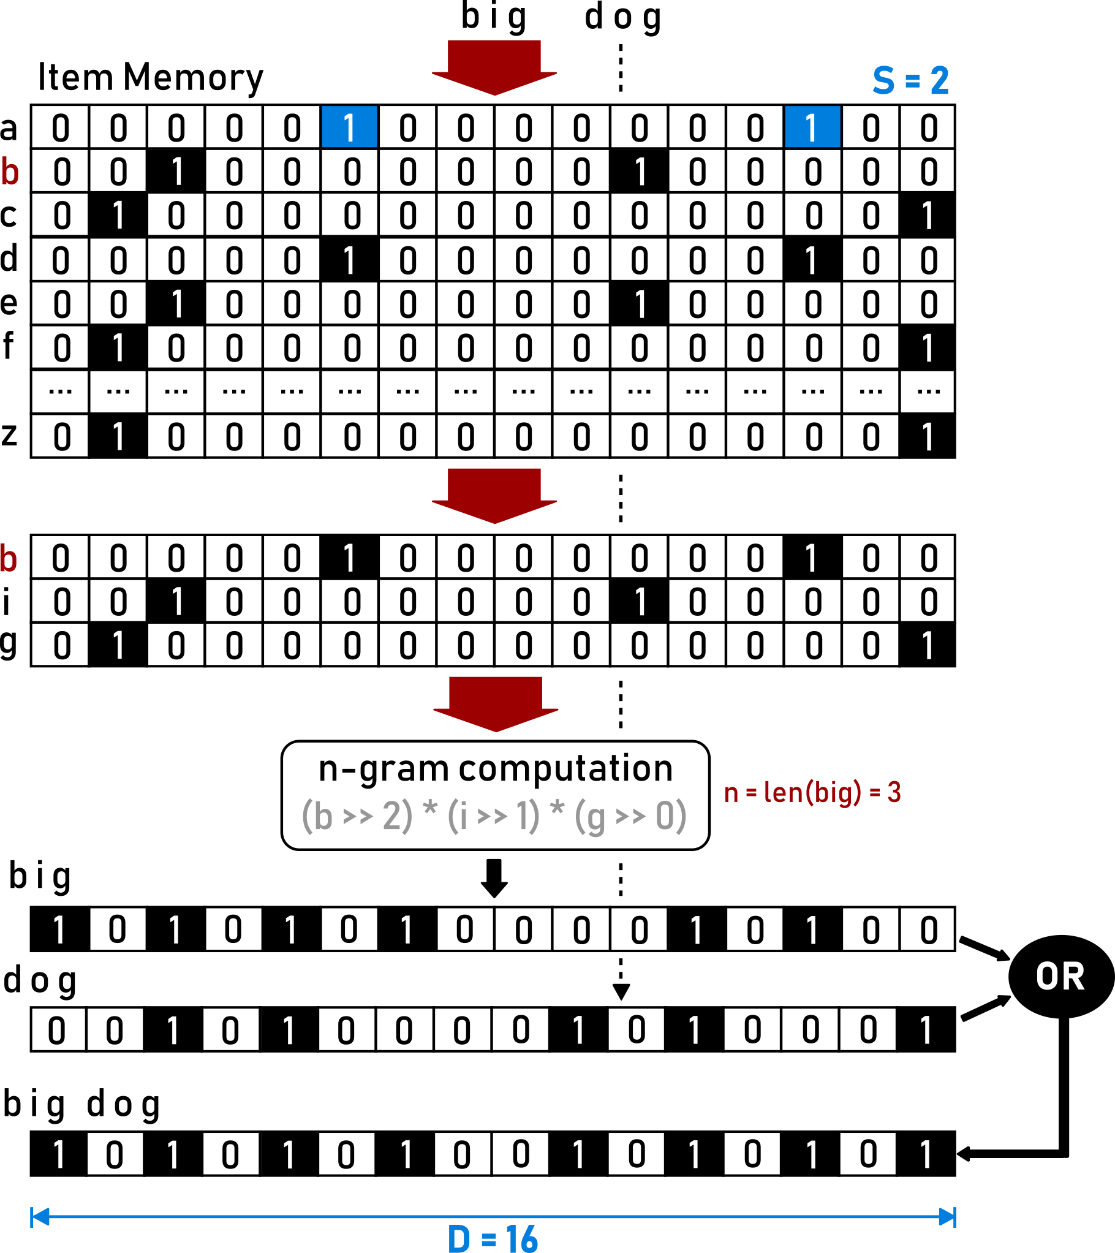 big dog
Item Memory S = 2
a 0 0 0 0 0 1 0 0 0 0 0 0 0 1 0 0
b 0 0 1 0 0 0 0 0 0 0 1 0 0 0 0 0
c 0 1 0 0 0 0 0 0 0 0 0 0 0 0 0 1
d 0 0 0 0 0 1 0 0 0 0 0 0 0 1 0 0
e 0 0 1 0 0 0 0 0 0 0 1 0 0 0 0 0
f 0 1 0 0 0 0 0 0 0 0 0 0 0 0 0 1
... ... ... ... ... ... ... ... ... ... ... ... ... ... ... ...
z 0 1 0 0 0 0 0 0 0 0 0 0 0 0 0 1
b 0 0 0 0 0 1 0 0 0 0 0 0 0 1 0 0
i 0 0 1 0 0 0 0 0 0 0 1 0 0 0 0 0
g 0 1 0 0 0 0 0 0 0 0 0 0 0 0 0 1
n-gram computation
(b >> 2) * (i >> 1) * (g >> 0)
n = len(big) = 3
big
1 0 1 0 1 0 1 0 0 0 0 1 0 1 0 0
dog
0 0 1 0 1 0 0 0 0 1 0 1 0 0 0 1
OR
big dog
1 0 1 0 1 0 1 0 0 1 0 1 0 1 0 1
D = 16